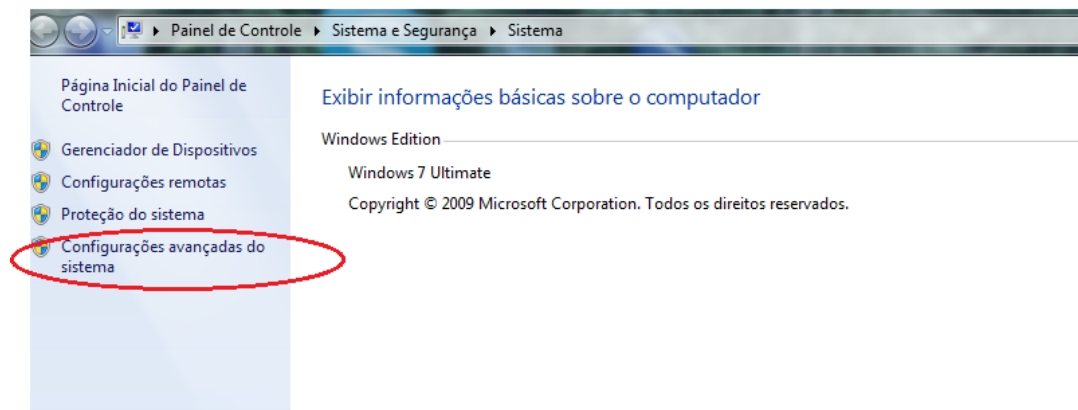 Painel de Controle ▸ Sistema e Segurança ▸ Sistema
Página Inicial do Painel de
Controle
Gerenciador de Dispositivos
Configurações remotas
Proteção do sistema
Configurações avançadas do
sistema
Exibir informações básicas sobre o computador
Windows Edition
Windows 7 Ultimate
Copyright © 2009 Microsoft Corporation. Todos os direitos reservados.